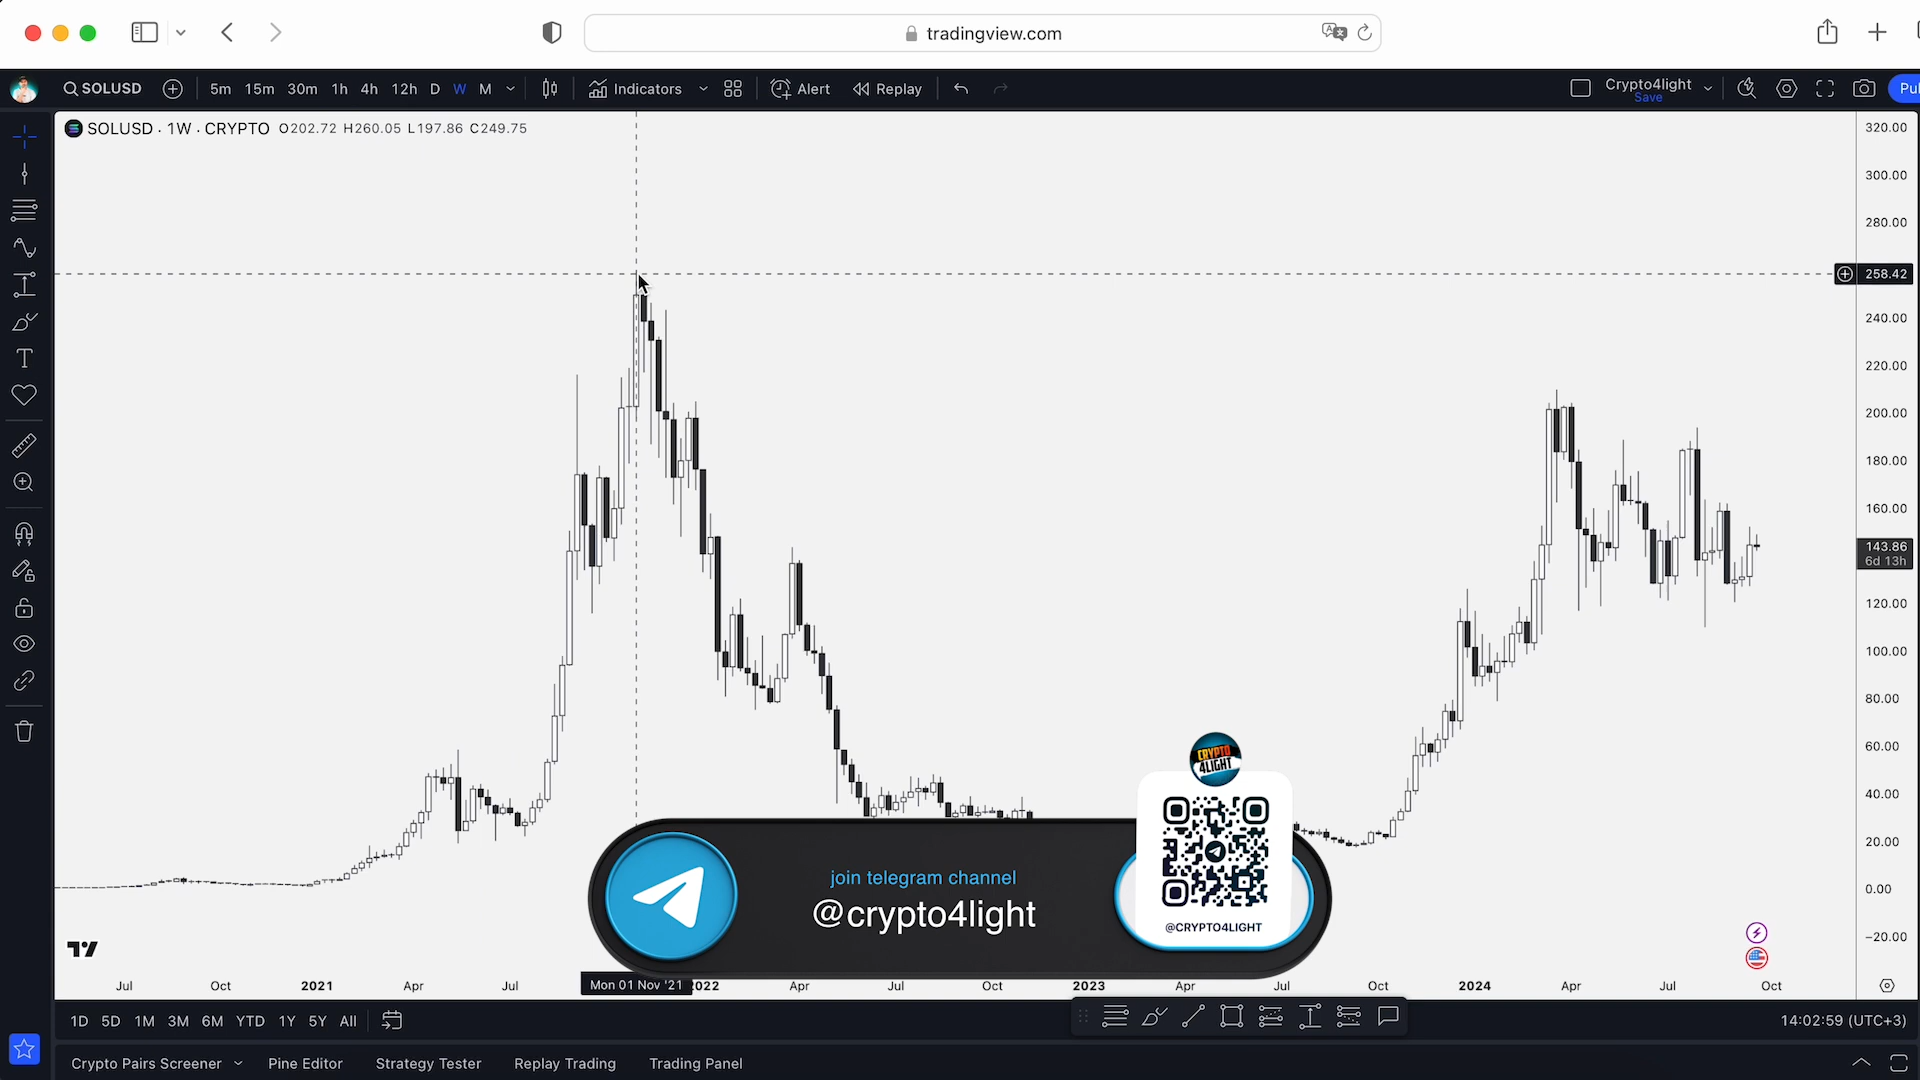 tradingview.com
SOLUSD 5m 15m 30m 1h 4h 12h D W M Indicators Alert Replay Crypto4light
Save
SOLUSD · 1W · CRYPTO O202.72 H260.05 L197.86 C249.75
320.00
300.00
280.00
258.42
240.00
220.00
200.00
180.00
160.00
143.86
6d 13h
120.00
100.00
80.00
60.00
40.00
20.00
0.00
−20.00
CRYPTO
4LIGHT
join telegram channel
@crypto4light
@CRYPTO4LIGHT
Jul Oct 2021 Apr Jul Mon 01 Nov '21 2022 Apr Jul Oct 2023 Apr Jul Oct 2024 Apr Jul Oct
1D 5D 1M 3M 6M YTD 1Y 5Y All 14:02:59 (UTC+3)
Crypto Pairs Screener Pine Editor Strategy Tester Replay Trading Trading Panel